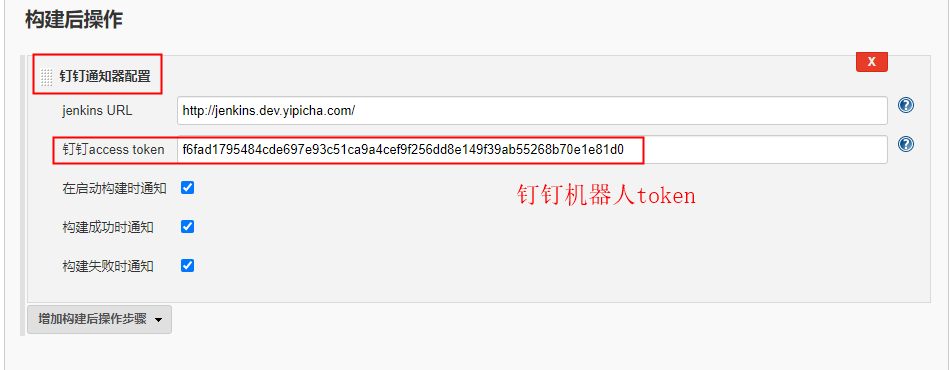 构建后操作
X
钉钉通知器配置
jenkins URL http://jenkins.dev.yipicha.com/
钉钉access token f6fad1795484cde697e93c51ca9a4cef9f256dd8e149f39ab55268b70e1e81d0
在启动构建时通知
钉钉机器人token
构建成功时通知
构建失败时通知
增加构建后操作步骤